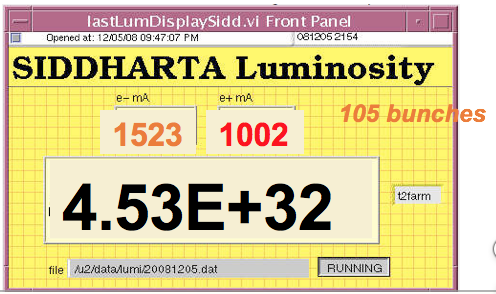 lastLumDisplaySidd.vi Front Panel
Opened at: 12/05/08 09:47:07 PM 081205 2154
SIDDHARTA Luminosity
e- mA e+ mA
105 bunches
1523 1002
4.53E+32
t2farm
file /u2/data/lumi/20081205.dat RUNNING